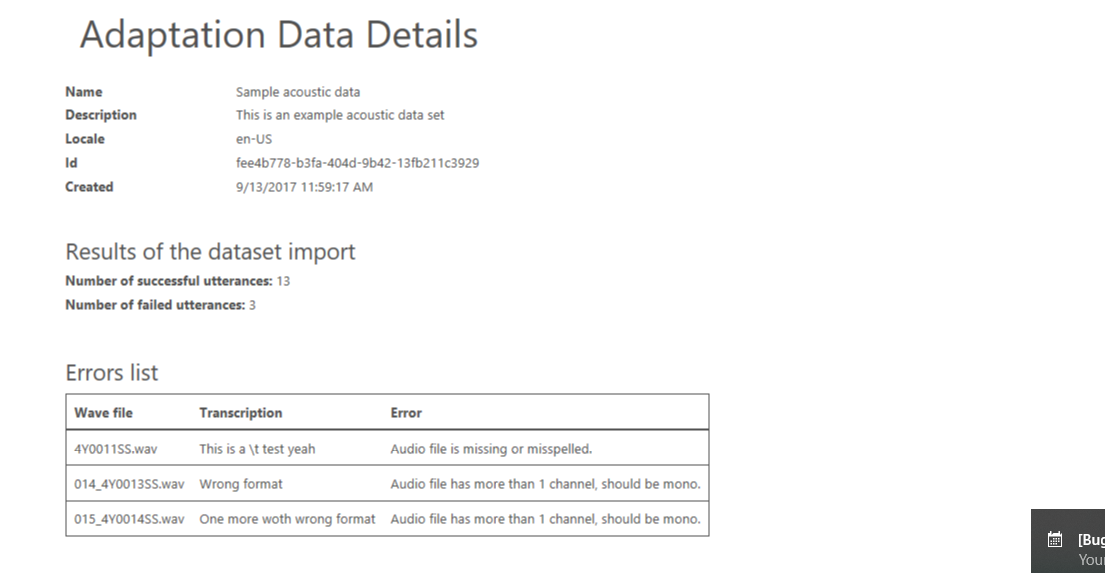 Adaptation Data Details
Name Sample acoustic data
Description This is an example acoustic data set
Locale en-US
Id fee4b778-b3fa-404d-9b42-13fb211c3929
Created 9/13/2017 11:59:17 AM
Results of the dataset import
Number of successful utterances: 13
Number of failed utterances: 3
Errors list
Wave file Transcription Error
4Y0011SS.wav This is a \t test yeah Audio file is missing or misspelled.
014_4Y0013SS.wav Wrong format Audio file has more than 1 channel, should be mono.
015_4Y0014SS.wav One more woth wrong format Audio file has more than 1 channel, should be mono.
[Bug
Your